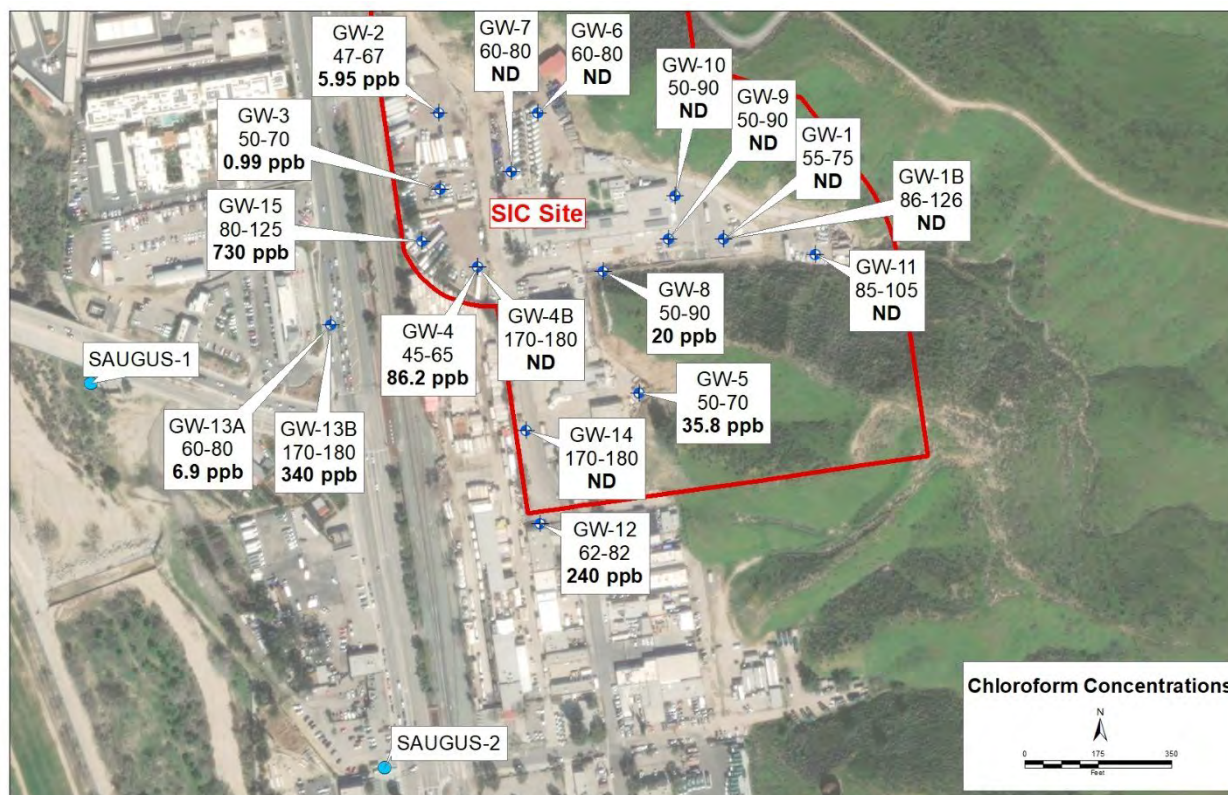 GW-2
47-67
5.95 ppb
GW-7
60-80
ND
GW-6
60-80
ND
GW-10
50-90
ND
GW-9
50-90
ND
GW-1
55-75
ND
GW-1B
86-126
ND
GW-3
50-70
0.99 ppb
GW-15
80-125
730 ppb
SIC Site
GW-11
85-105
ND
GW-8
50-90
20 ppb
GW-4
45-65
86.2 ppb
GW-4B
170-180
ND
SAUGUS-1
GW-13A
60-80
6.9 ppb
GW-13B
170-180
340 ppb
GW-5
50-70
35.8 ppb
GW-14
170-180
ND
GW-12
62-82
240 ppb
SAUGUS-2
Chloroform Concentrations
N
0 175 350
Feet